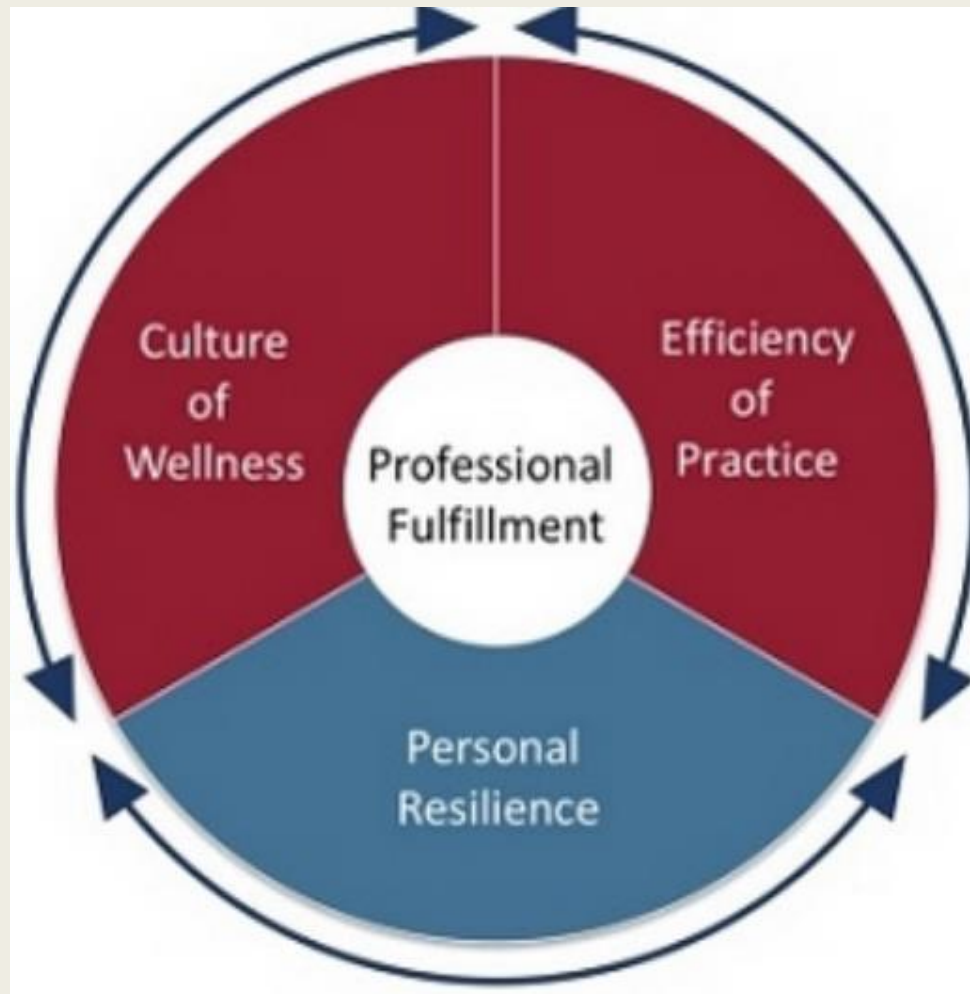 Culture
of
Wellness
Efficiency
of
Practice
Professional
Fulfillment
Personal
Resilience